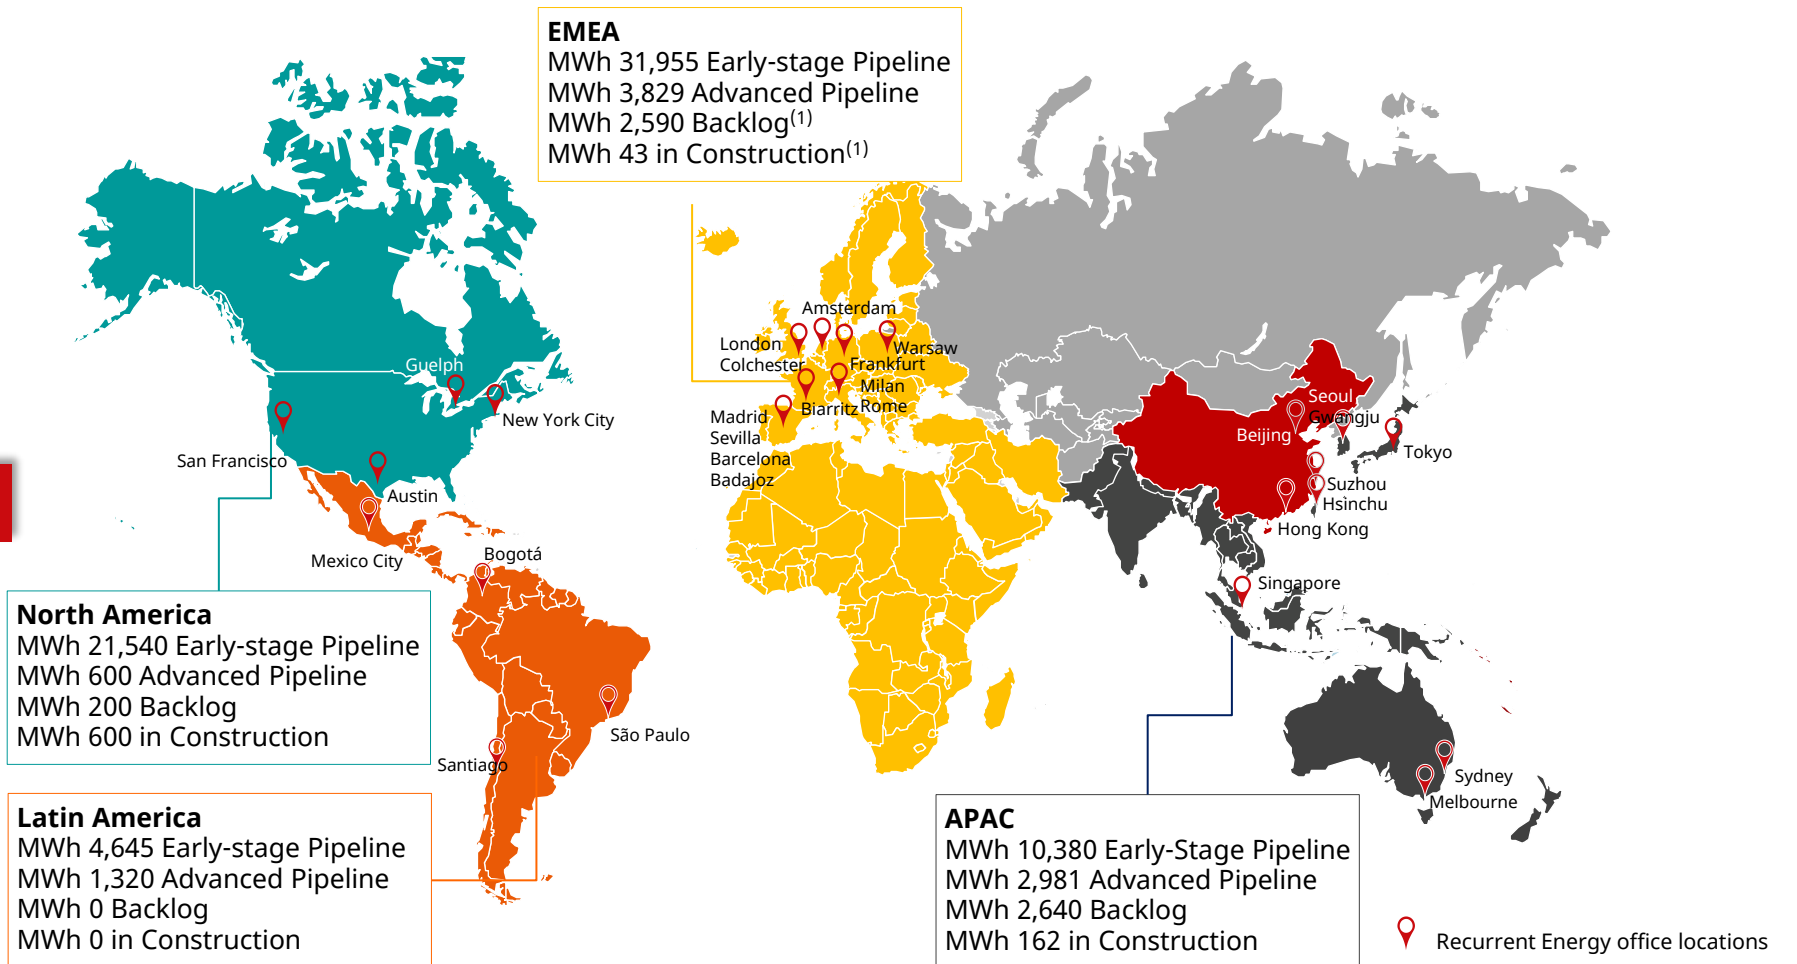 EMEA
MWh 31,955 Early-stage Pipeline
MWh 3,829 Advanced Pipeline
MWh 2,590 Backlog(1)
MWh 43 in Construction(1)
Amsterdam
London
Colchester
Warsaw
Frankfurt
Milan
Rome
Biarritz
Madrid
Sevilla
Barcelona
Badajoz
Guelph
New York City
San Francisco
Austin
Mexico City
Bogotá
São Paulo
Santiago
Seoul
Gwangju
Beijing
Tokyo
Suzhou
Hsinchu
Hong Kong
Singapore
Sydney
Melbourne
North America
MWh 21,540 Early-stage Pipeline
MWh 600 Advanced Pipeline
MWh 200 Backlog
MWh 600 in Construction
Latin America
MWh 4,645 Early-stage Pipeline
MWh 1,320 Advanced Pipeline
MWh 0 Backlog
MWh 0 in Construction
APAC
MWh 10,380 Early-Stage Pipeline
MWh 2,981 Advanced Pipeline
MWh 2,640 Backlog
MWh 162 in Construction
Recurrent Energy office locations